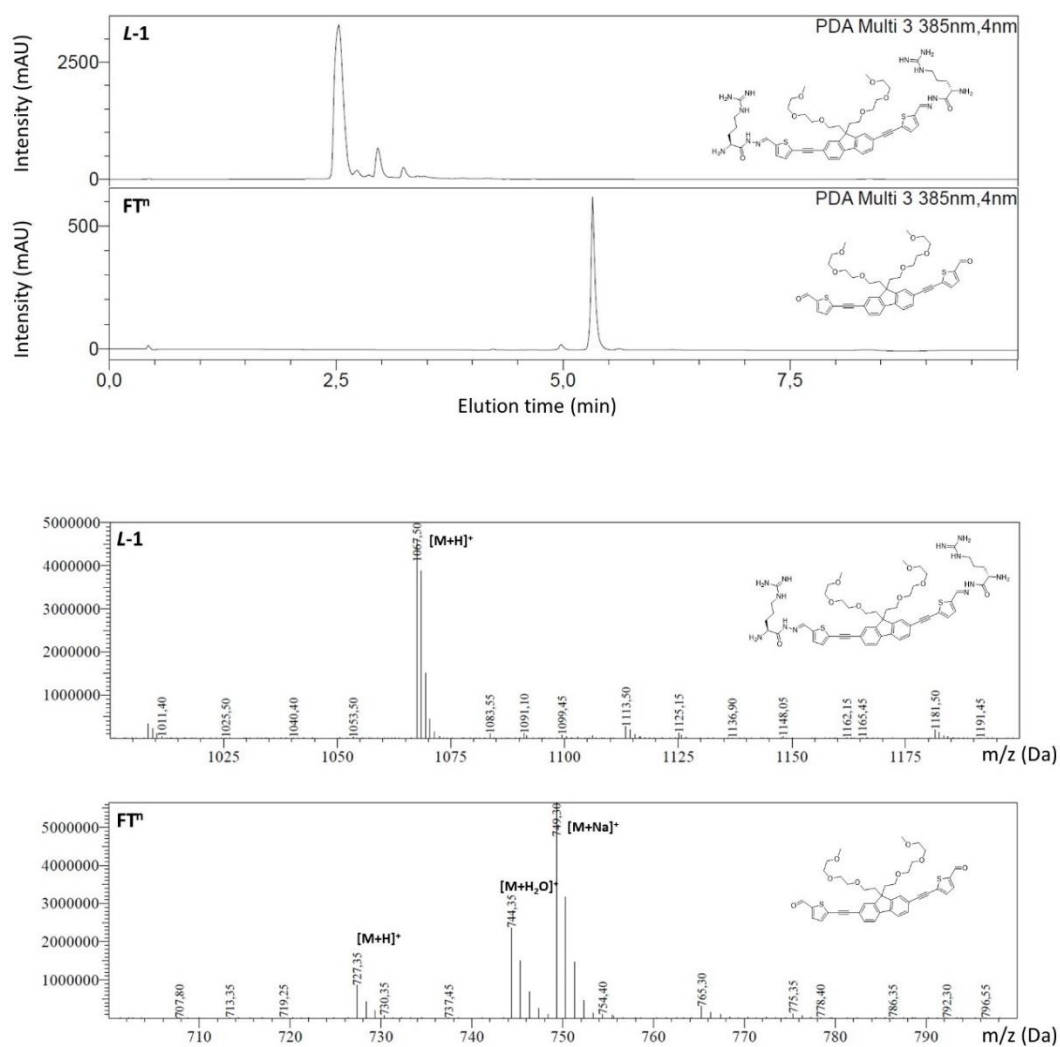 L-1
PDA Multi 3 385nm,4nm
Intensity (mAU)
2500
0
FTⁿ
PDA Multi 3 385nm,4nm
Intensity (mAU)
500
0
0,0 2,5 5,0 7,5
Elution time (min)
L-1
[M+H]⁺
5000000
4000000
3000000
2000000
1000000
1011,40
1025,50
1040,40
1053,50
1067,50
1083,55
1091,10
1099,45
1113,50
1125,15
1136,90
1148,05
1162,15
1165,45
1181,50
1191,45
1025 1050 1075 1100 1125 1150 1175 m/z (Da)
FTⁿ
[M+Na]⁺
[M+H₂O]⁺
[M+H]⁺
5000000
4000000
3000000
2000000
1000000
707,80
713,35
719,25
727,35
730,35
737,45
744,35
749,30
754,40
765,30
775,35
778,40
786,35
792,30
796,55
710 720 730 740 750 760 770 780 790 m/z (Da)